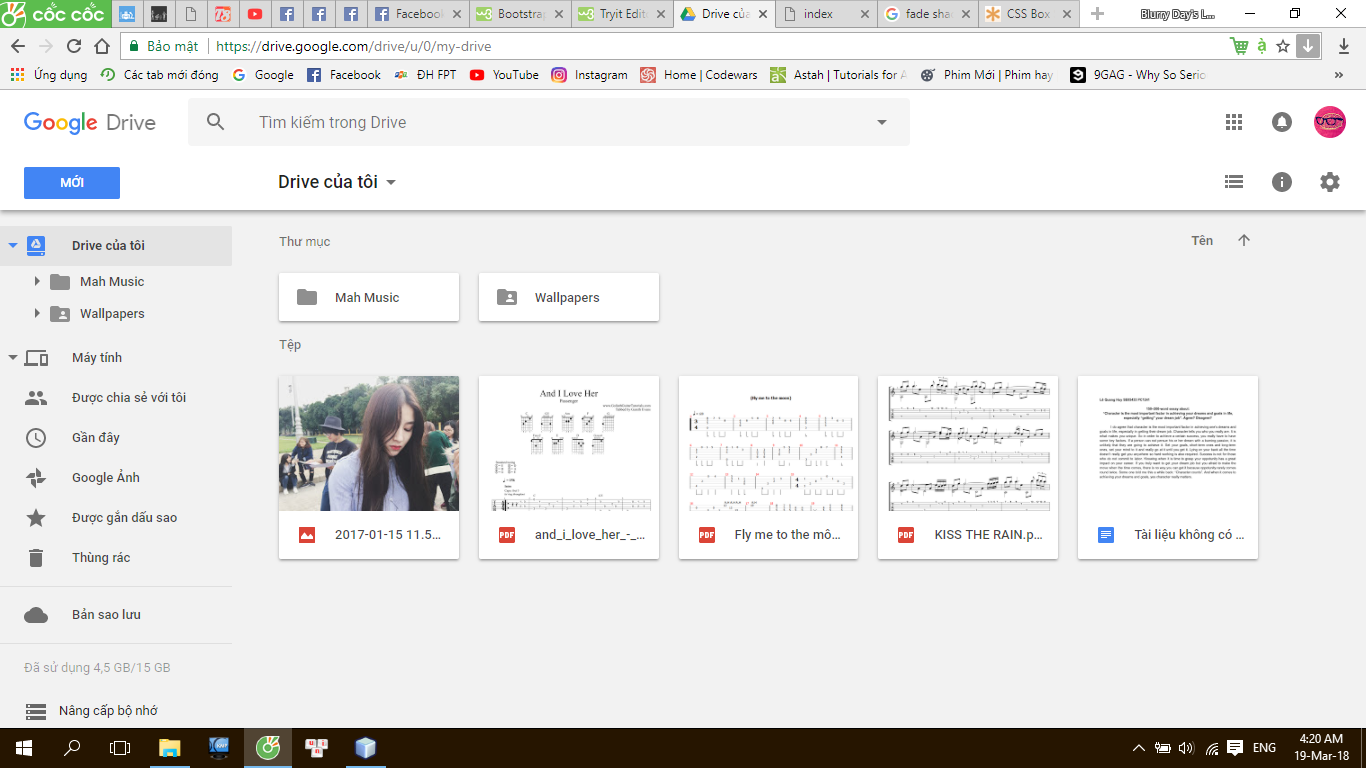 cốc cốc
Facebook
Bootstrap
Tryit Edit
Drive củ
index
fade sha
CSS Box
Blurry Day's L...
Bảo mật
https://drive.google.com/drive/u/0/my-drive
Ứng dụng
Các tab mới đóng
Google
Facebook
ĐH FPT
YouTube
Instagram
Home | Codewars
Astah | Tutorials for A
Phim Mới | Phim hay
9GAG - Why So Serio
»
Google Drive
Tìm kiếm trong Drive
MỚI
Drive của tôi
Drive của tôi
Mah Music
Wallpapers
Máy tính
Được chia sẻ với tôi
Gần đây
Google Ảnh
Được gắn dấu sao
Thùng rác
Bản sao lưu
Đã sử dụng 4,5 GB/15 GB
Nâng cấp bộ nhớ
Thư mục
Tên
Mah Music
Wallpapers
Tệp
And I Love Her
Passenger
(fly me to the moon)
2017-01-15 11.5...
PDF
and_i_love_her_-_...
PDF
Fly me to the mô...
PDF
KISS THE RAIN.p...
Tài liệu không có ...
ENG
4:20 AM
19-Mar-18